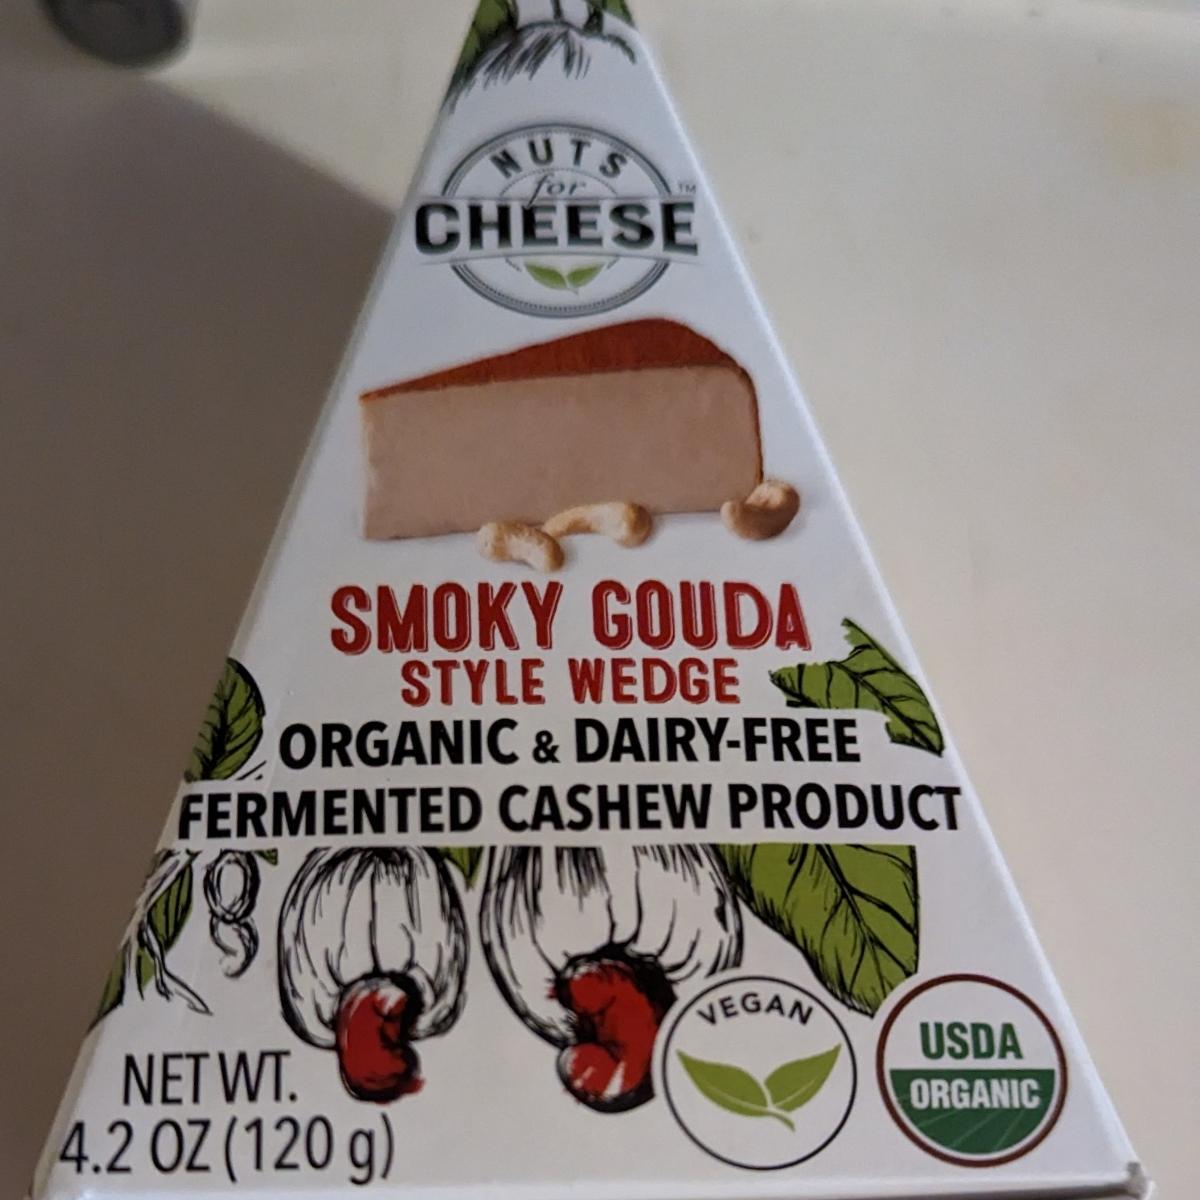 NUTS
for
CHEESE™
SMOKY GOUDA
STYLE WEDGE
ORGANIC & DAIRY-FREE
FERMENTED CASHEW PRODUCT
VEGAN
USDA
ORGANIC
NET WT.
4.2 OZ (120 g)